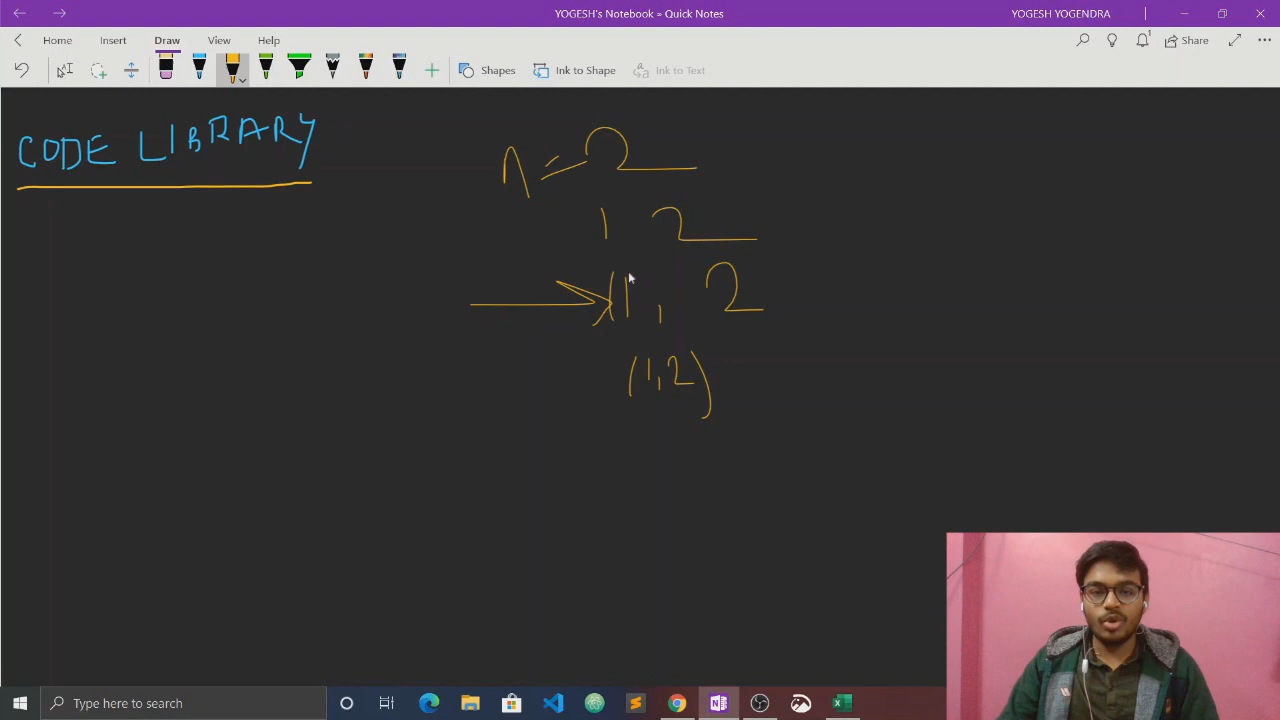 YOGESH's Notebook » Quick Notes
YOGESH YOGENDRA
Home Insert Draw View Help
Share
Shapes
Ink to Shape
Ink to Text
CODE LIBRARY
n = 2
1 2
(1, 2
(1,2)
Type here to search